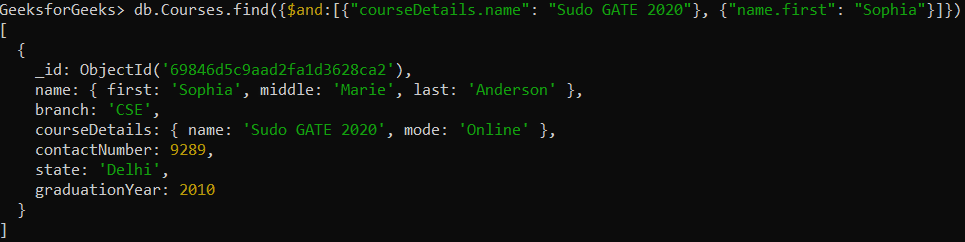 GeeksforGeeks> db.Courses.find({$and:[{"courseDetails.name": "Sudo GATE 2020"}, {"name.first": "Sophia"}]})
[
  {
    _id: ObjectId('69846d5c9aad2fa1d3628ca2'),
    name: { first: 'Sophia', middle: 'Marie', last: 'Anderson' },
    branch: 'CSE',
    courseDetails: { name: 'Sudo GATE 2020', mode: 'Online' },
    contactNumber: 9289,
    state: 'Delhi',
    graduationYear: 2010
  }
]